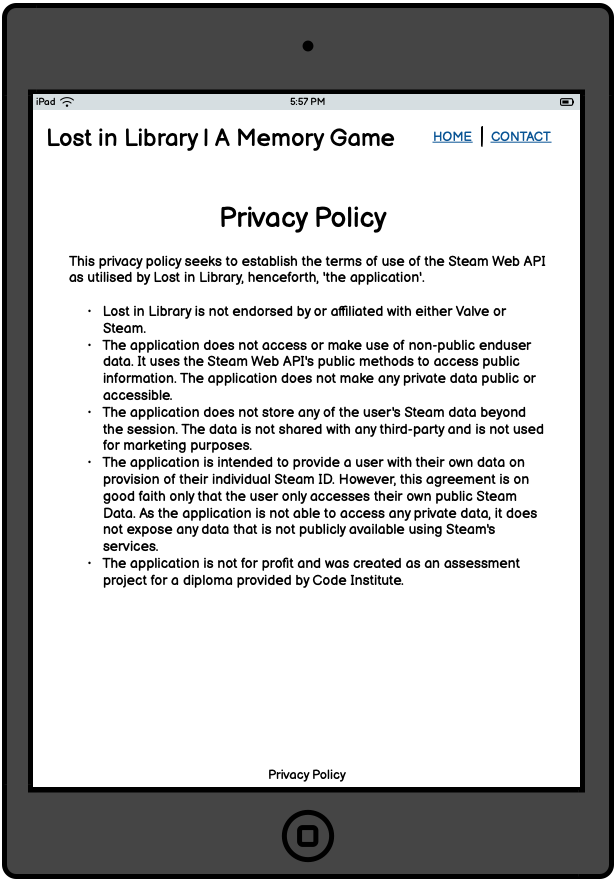 iPad 5:57 PM
Lost in Library | A Memory Game HOME | CONTACT
Privacy Policy
This privacy policy seeks to establish the terms of use of the Steam Web API
as utilised by Lost in Library, henceforth, 'the application'.
· Lost in Library is not endorsed by or affiliated with either Valve or
Steam.
· The application does not access or make use of non-public enduser
data. It uses the Steam Web API's public methods to access public
information. The application does not make any private data public or
accessible.
· The application does not store any of the user's Steam data beyond
the session. The data is not shared with any third-party and is not used
for marketing purposes.
· The application is intended to provide a user with their own data on
provision of their individual Steam ID. However, this agreement is on
good faith only that the user only accesses their own public Steam
Data. As the application is not able to access any private data, it does
not expose any data that is not publicly available using Steam's
services.
· The application is not for profit and was created as an assessment
project for a diploma provided by Code Institute.
Privacy Policy